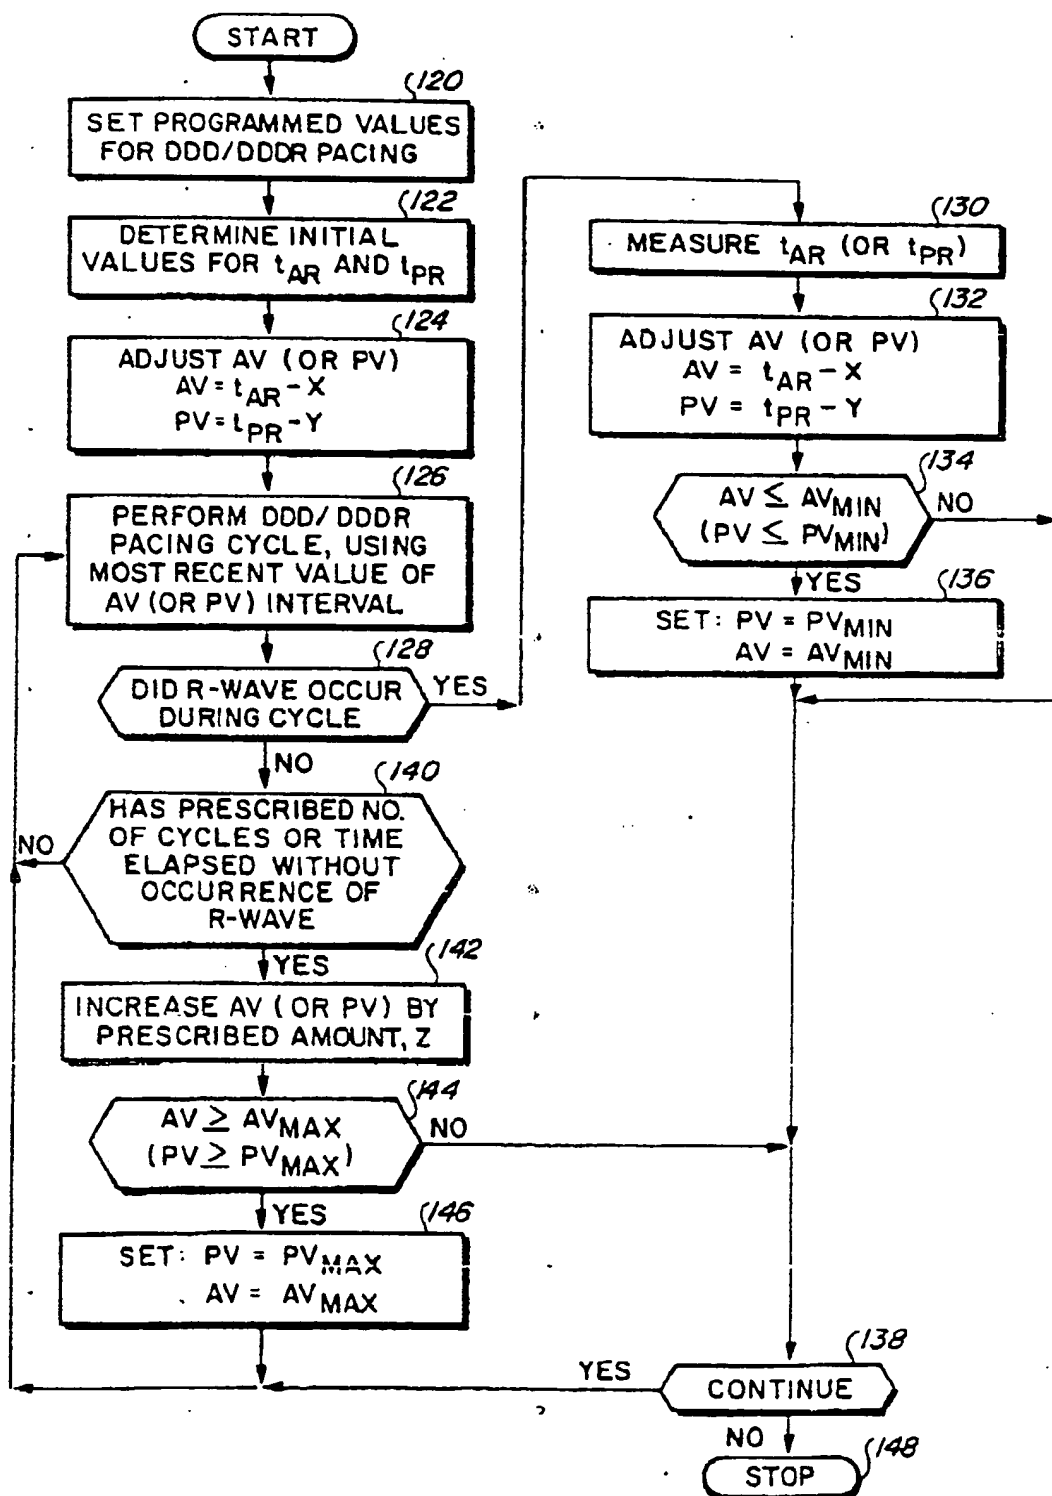 START
120
SET PROGRAMMED VALUES
FOR DDD/DDDR PACING
122
DETERMINE INITIAL
VALUES FOR tAR AND tPR
124
ADJUST AV (OR PV)
AV = tAR - X
PV = tPR - Y
126
PERFORM DDD/DDDR
PACING CYCLE, USING
MOST RECENT VALUE OF
AV (OR PV) INTERVAL
128
DID R-WAVE OCCUR
DURING CYCLE
YES
NO
130
MEASURE tAR (OR tPR)
132
ADJUST AV (OR PV)
AV = tAR - X
PV = tPR - Y
134
AV ≤ AVMIN
(PV ≤ PVMIN)
NO
YES
136
SET: PV = PVMIN
AV = AVMIN
140
HAS PRESCRIBED NO.
OF CYCLES OR TIME
ELAPSED WITHOUT
OCCURRENCE OF
R-WAVE
NO
YES
142
INCREASE AV (OR PV) BY
PRESCRIBED AMOUNT, Z
144
AV ≥ AVMAX
(PV ≥ PVMAX)
NO
YES
146
SET: PV = PVMAX
AV = AVMAX
138
CONTINUE
YES
NO
148
STOP